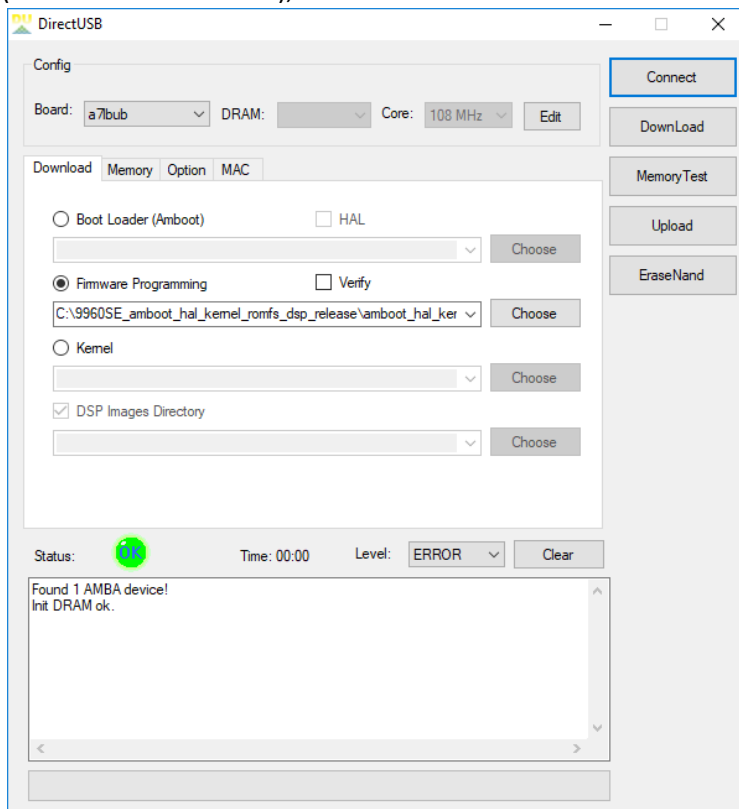 DirectUSB
Config
Connect
Board: a7lbub DRAM: Core: 108 MHz Edit
DownLoad
Download Memory Option MAC
MemoryTest
Boot Loader (Amboot) HAL
Upload
Choose
EraseNand
Firmware Programming Verify
C:\9960SE_amboot_hal_kernel_romfs_dsp_release\amboot_hal_ker Choose
Kernel
Choose
DSP Images Directory
Choose
Status: OK Time: 00:00 Level: ERROR Clear
Found 1 AMBA device!
Init DRAM ok.